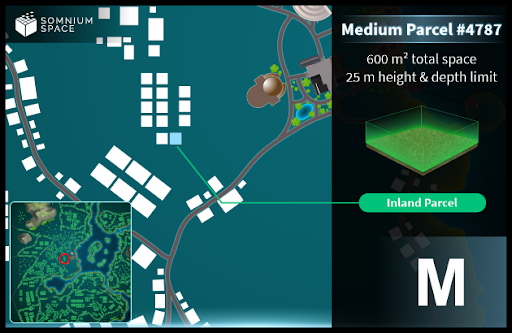 SOMNIUM
SPACE
Medium Parcel #4787
600 m² total space
25 m height & depth limit
Inland Parcel
M